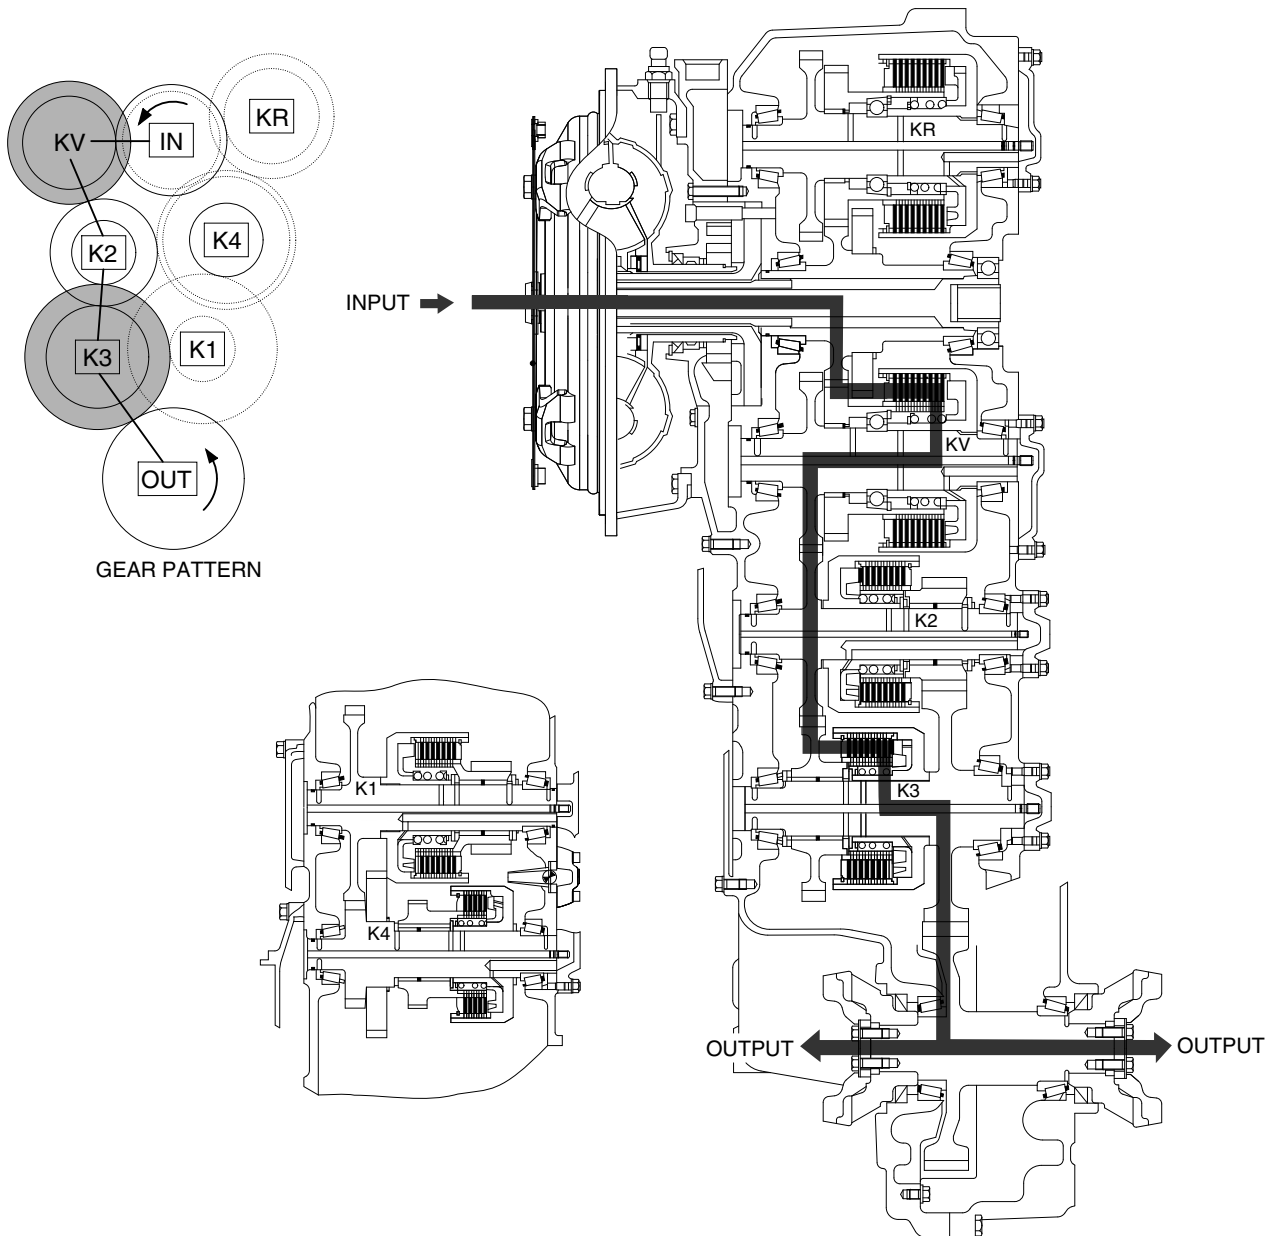 KR
KV
IN
K2
K4
K3
K1
OUT
GEAR PATTERN
INPUT
KR
KV
K2
K3
K1
K4
OUTPUT
OUTPUT